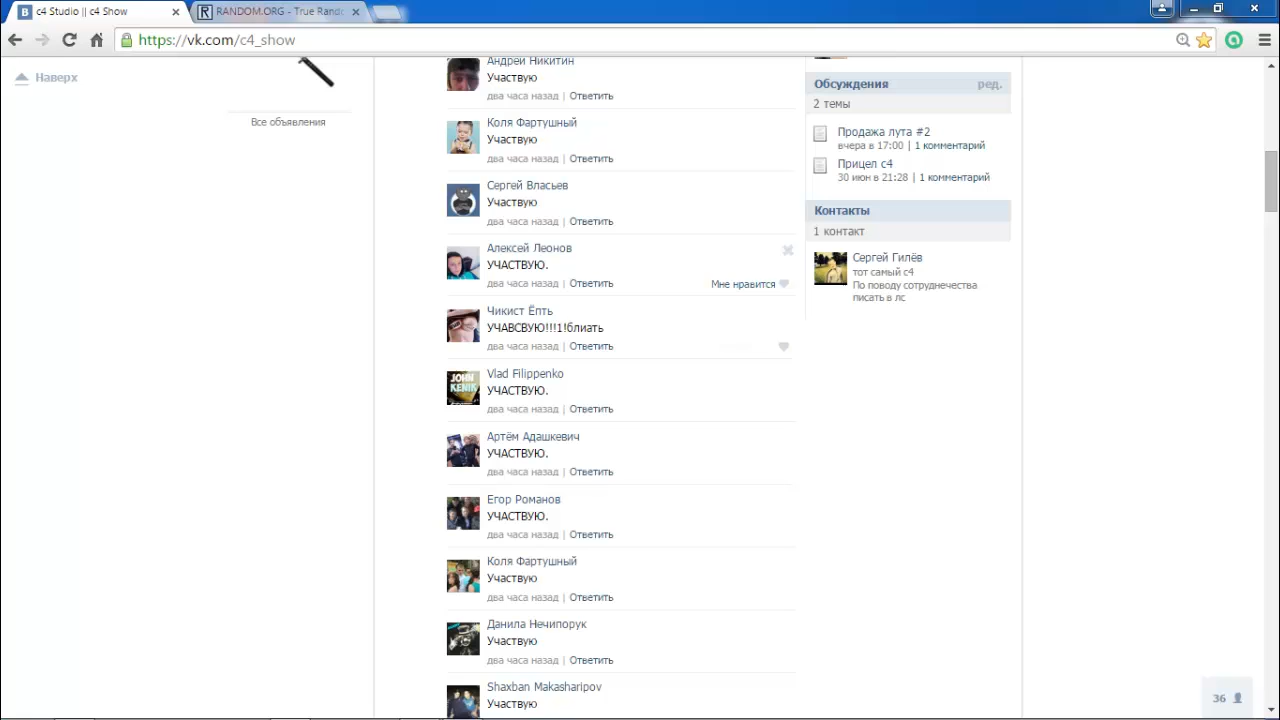 c4 Studio || c4 Show
RANDOM.ORG - True Rando
https://vk.com/c4_show
Наверх
Все объявления
Андрей Никитин
Участвую
два часа назад | Ответить
Коля Фартушный
Участвую
два часа назад | Ответить
Сергей Власьев
Участвую
два часа назад | Ответить
Алексей Леонов
УЧАСТВУЮ.
два часа назад | Ответить
Мне нравится
Чикист Ёпть
УЧАВСВУЮ!!!1!блиать
два часа назад | Ответить
Vlad Filippenko
УЧАСТВУЮ.
два часа назад | Ответить
JOHN
KENIK
Артём Адашкевич
УЧАСТВУЮ.
два часа назад | Ответить
Егор Романов
УЧАСТВУЮ.
два часа назад | Ответить
Коля Фартушный
Участвую
два часа назад | Ответить
Данила Нечипорук
Участвую
два часа назад | Ответить
Shaxban Makasharipov
Участвую
Обсуждения ред.
2 темы
Продажа лута #2
вчера в 17:00 | 1 комментарий
Прицел с4
30 июн в 21:28 | 1 комментарий
Контакты
1 контакт
Сергей Гилёв
тот самый с4
По поводу сотруднечества
писать в лс
36